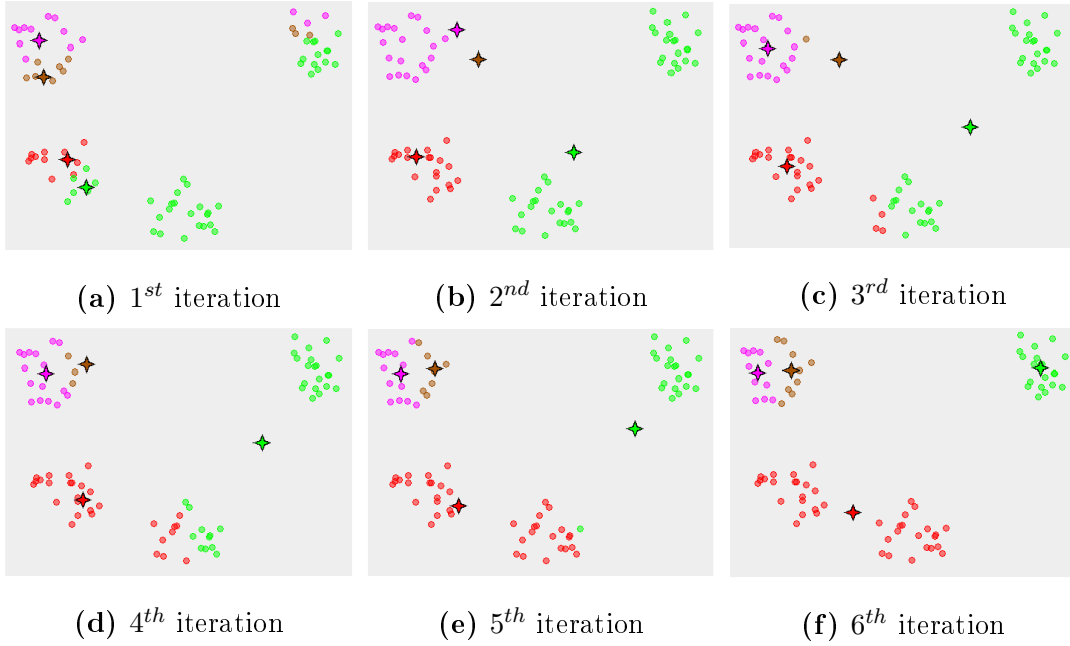 (a) 1st iteration
(b) 2nd iteration
(c) 3rd iteration
(d) 4th iteration
(e) 5th iteration
(f) 6th iteration